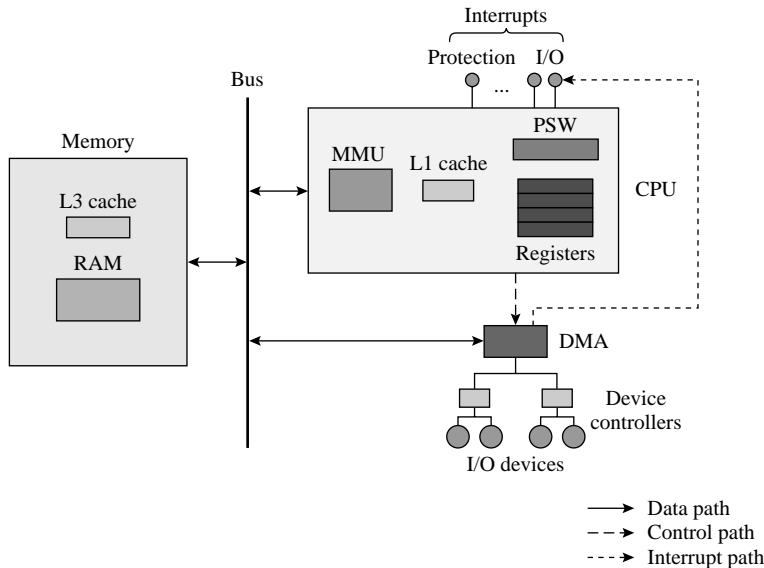 Interrupts
Protection I/O
...
Bus
PSW
Memory
MMU
L1 cache
CPU
L3 cache
RAM
Registers
DMA
Device
controllers
I/O devices
Data path
Control path
Interrupt path